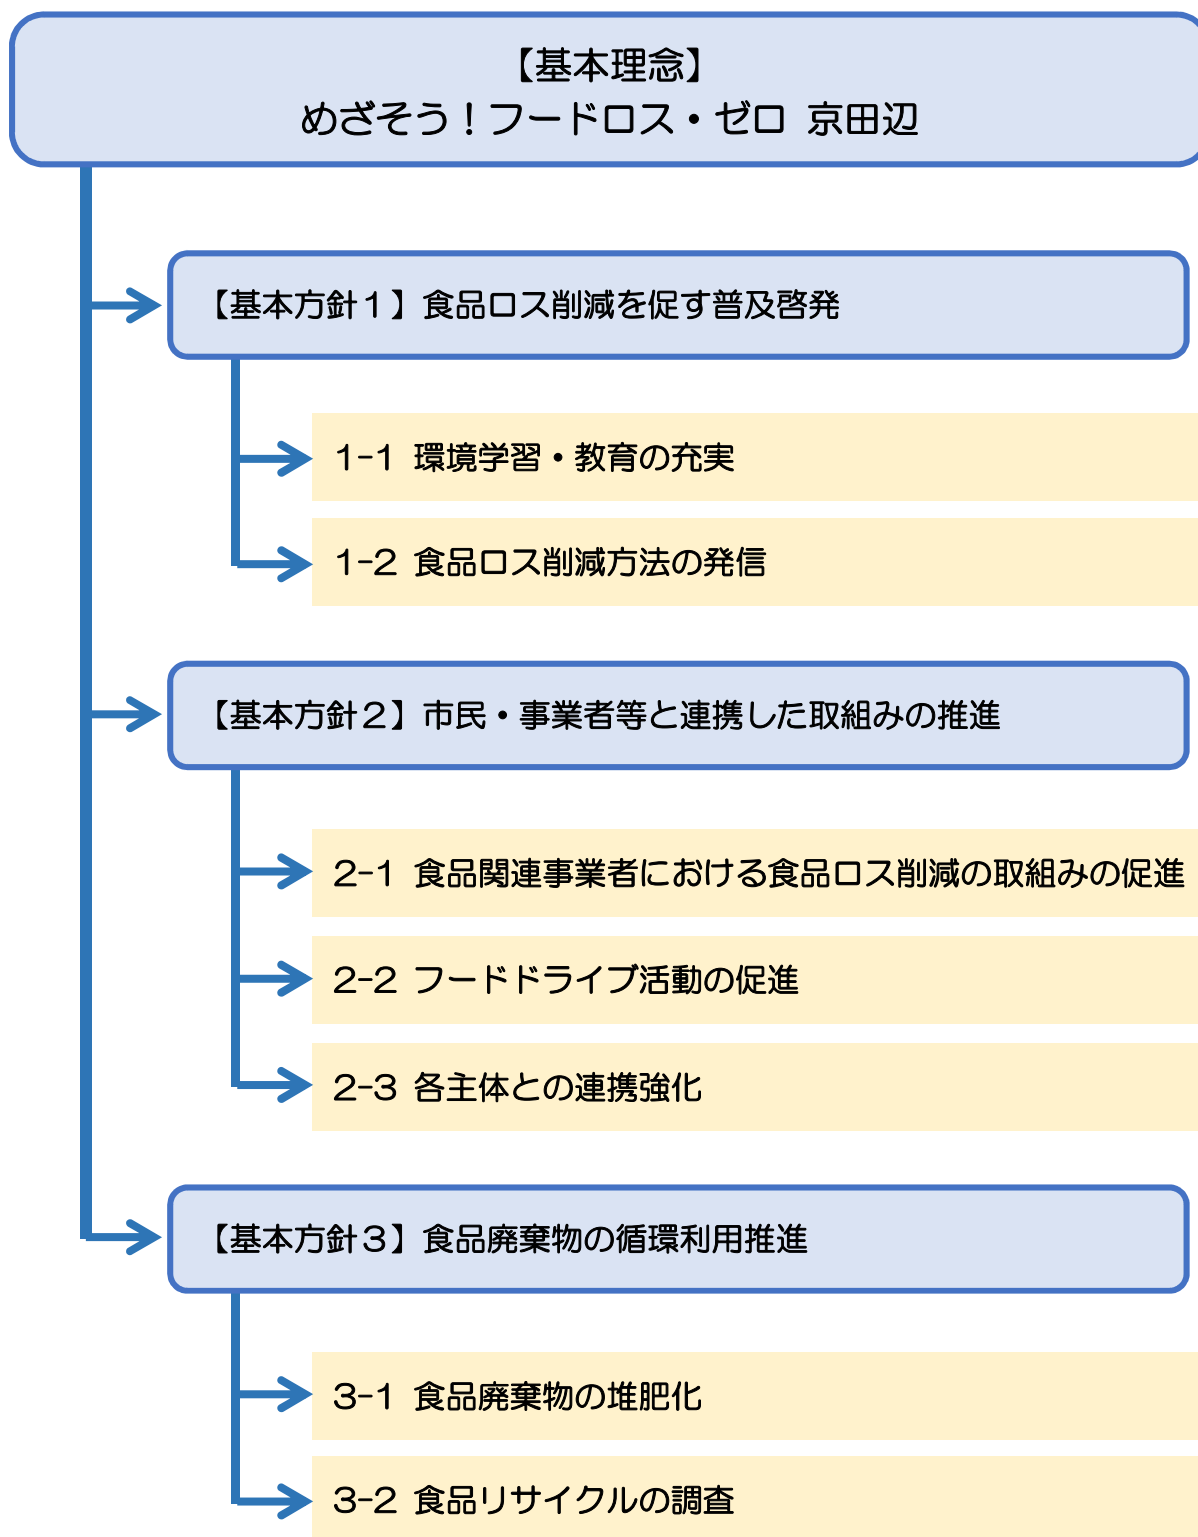 【基本理念】
めざそう！フードロス・ゼロ 京田辺
【基本方針１】食品ロス削減を促す普及啓発
1-1 環境学習・教育の充実
1-2 食品ロス削減方法の発信
【基本方針２】市民・事業者等と連携した取組みの推進
2-1 食品関連事業者における食品ロス削減の取組みの促進
2-2 フードドライブ活動の促進
2-3 各主体との連携強化
【基本方針３】食品廃棄物の循環利用推進
3-1 食品廃棄物の堆肥化
3-2 食品リサイクルの調査